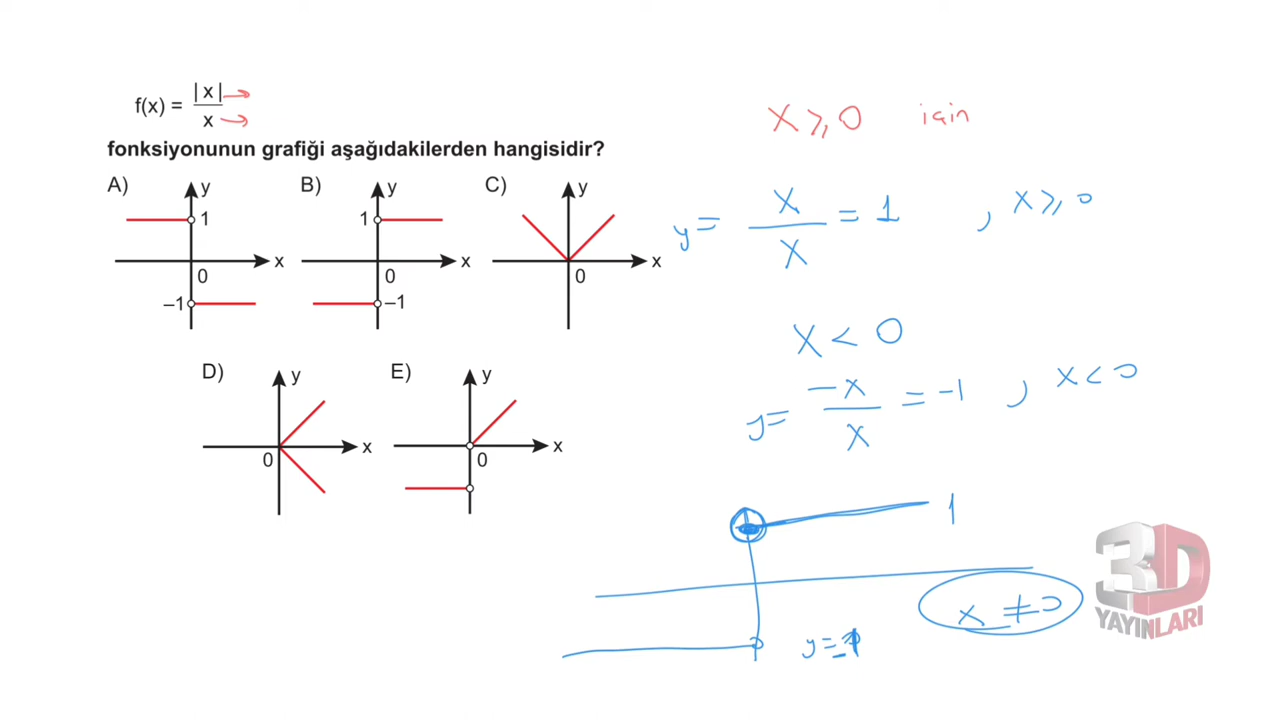 f(x) = |x| / x
fonksiyonunun grafiği aşağıdakilerden hangisidir?
A) y 1 x 0 –1
B) y 1 x 0 –1
C) y x 0
D) y x 0
E) y x 0
x ≥ 0 için
y = x / x = 1 , x ≥ 0
x < 0
y = -x / x = -1 , x < 0
1
x ≠ 0
y = -1
3D
YAYINLARI